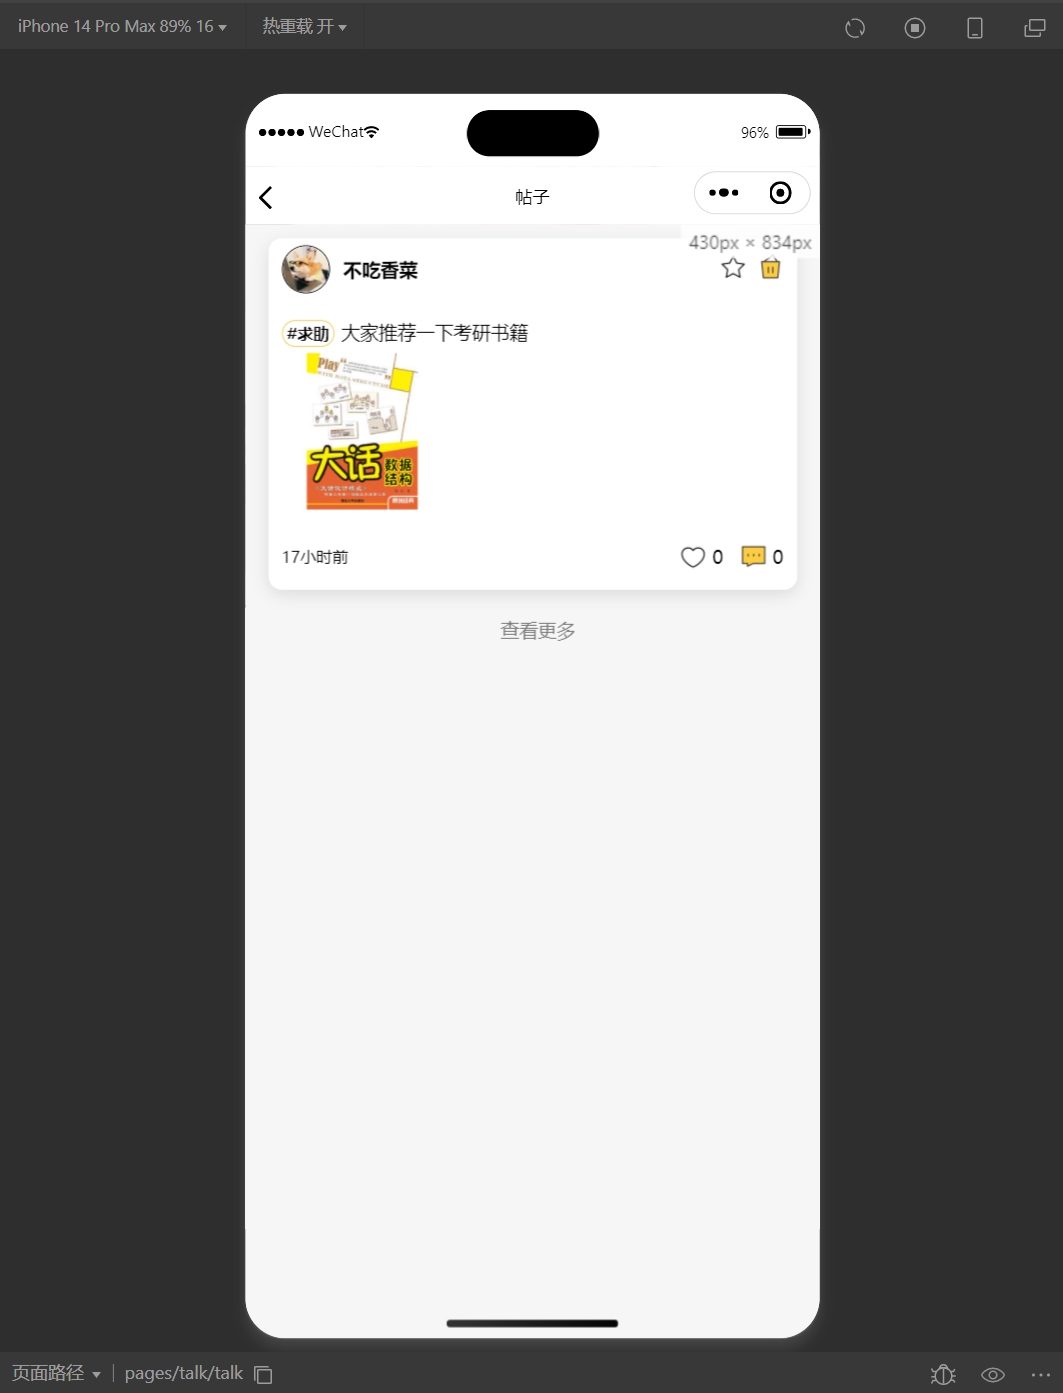 iPhone 14 Pro Max 89% 16
热重载 开
WeChat
96%
帖子
430px × 834px
不吃香菜
#求助 大家推荐一下考研书籍
Play
大话
数据
结构
17小时前
0
0
查看更多
页面路径
pages/talk/talk